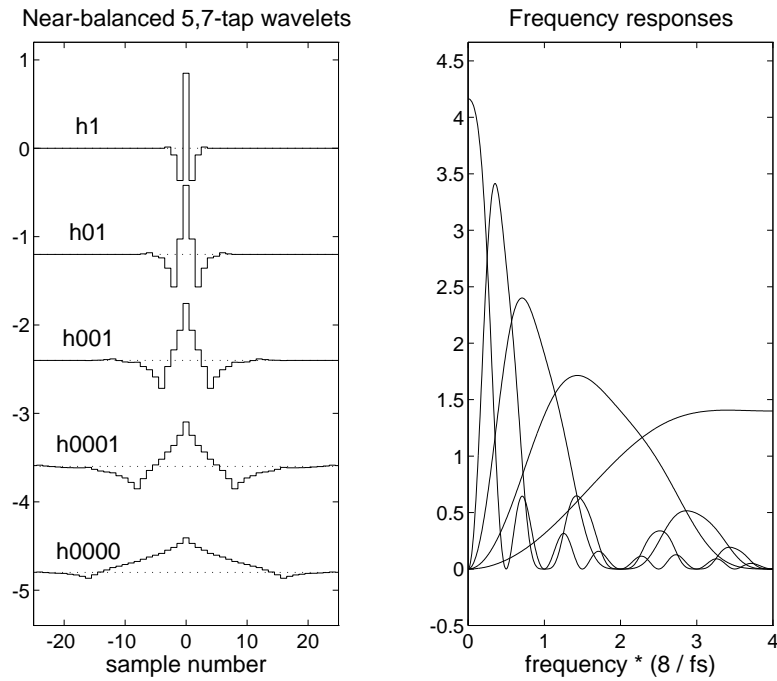 Near-balanced 5,7-tap wavelets
1
0
-1
-2
-3
-4
-5
h1
h01
h001
h0001
h0000
-20 -10 0 10 20
sample number
Frequency responses
4.5
4
3.5
3
2.5
2
1.5
1
0.5
0
-0.5
0 1 2 3 4
frequency * (8 / fs)